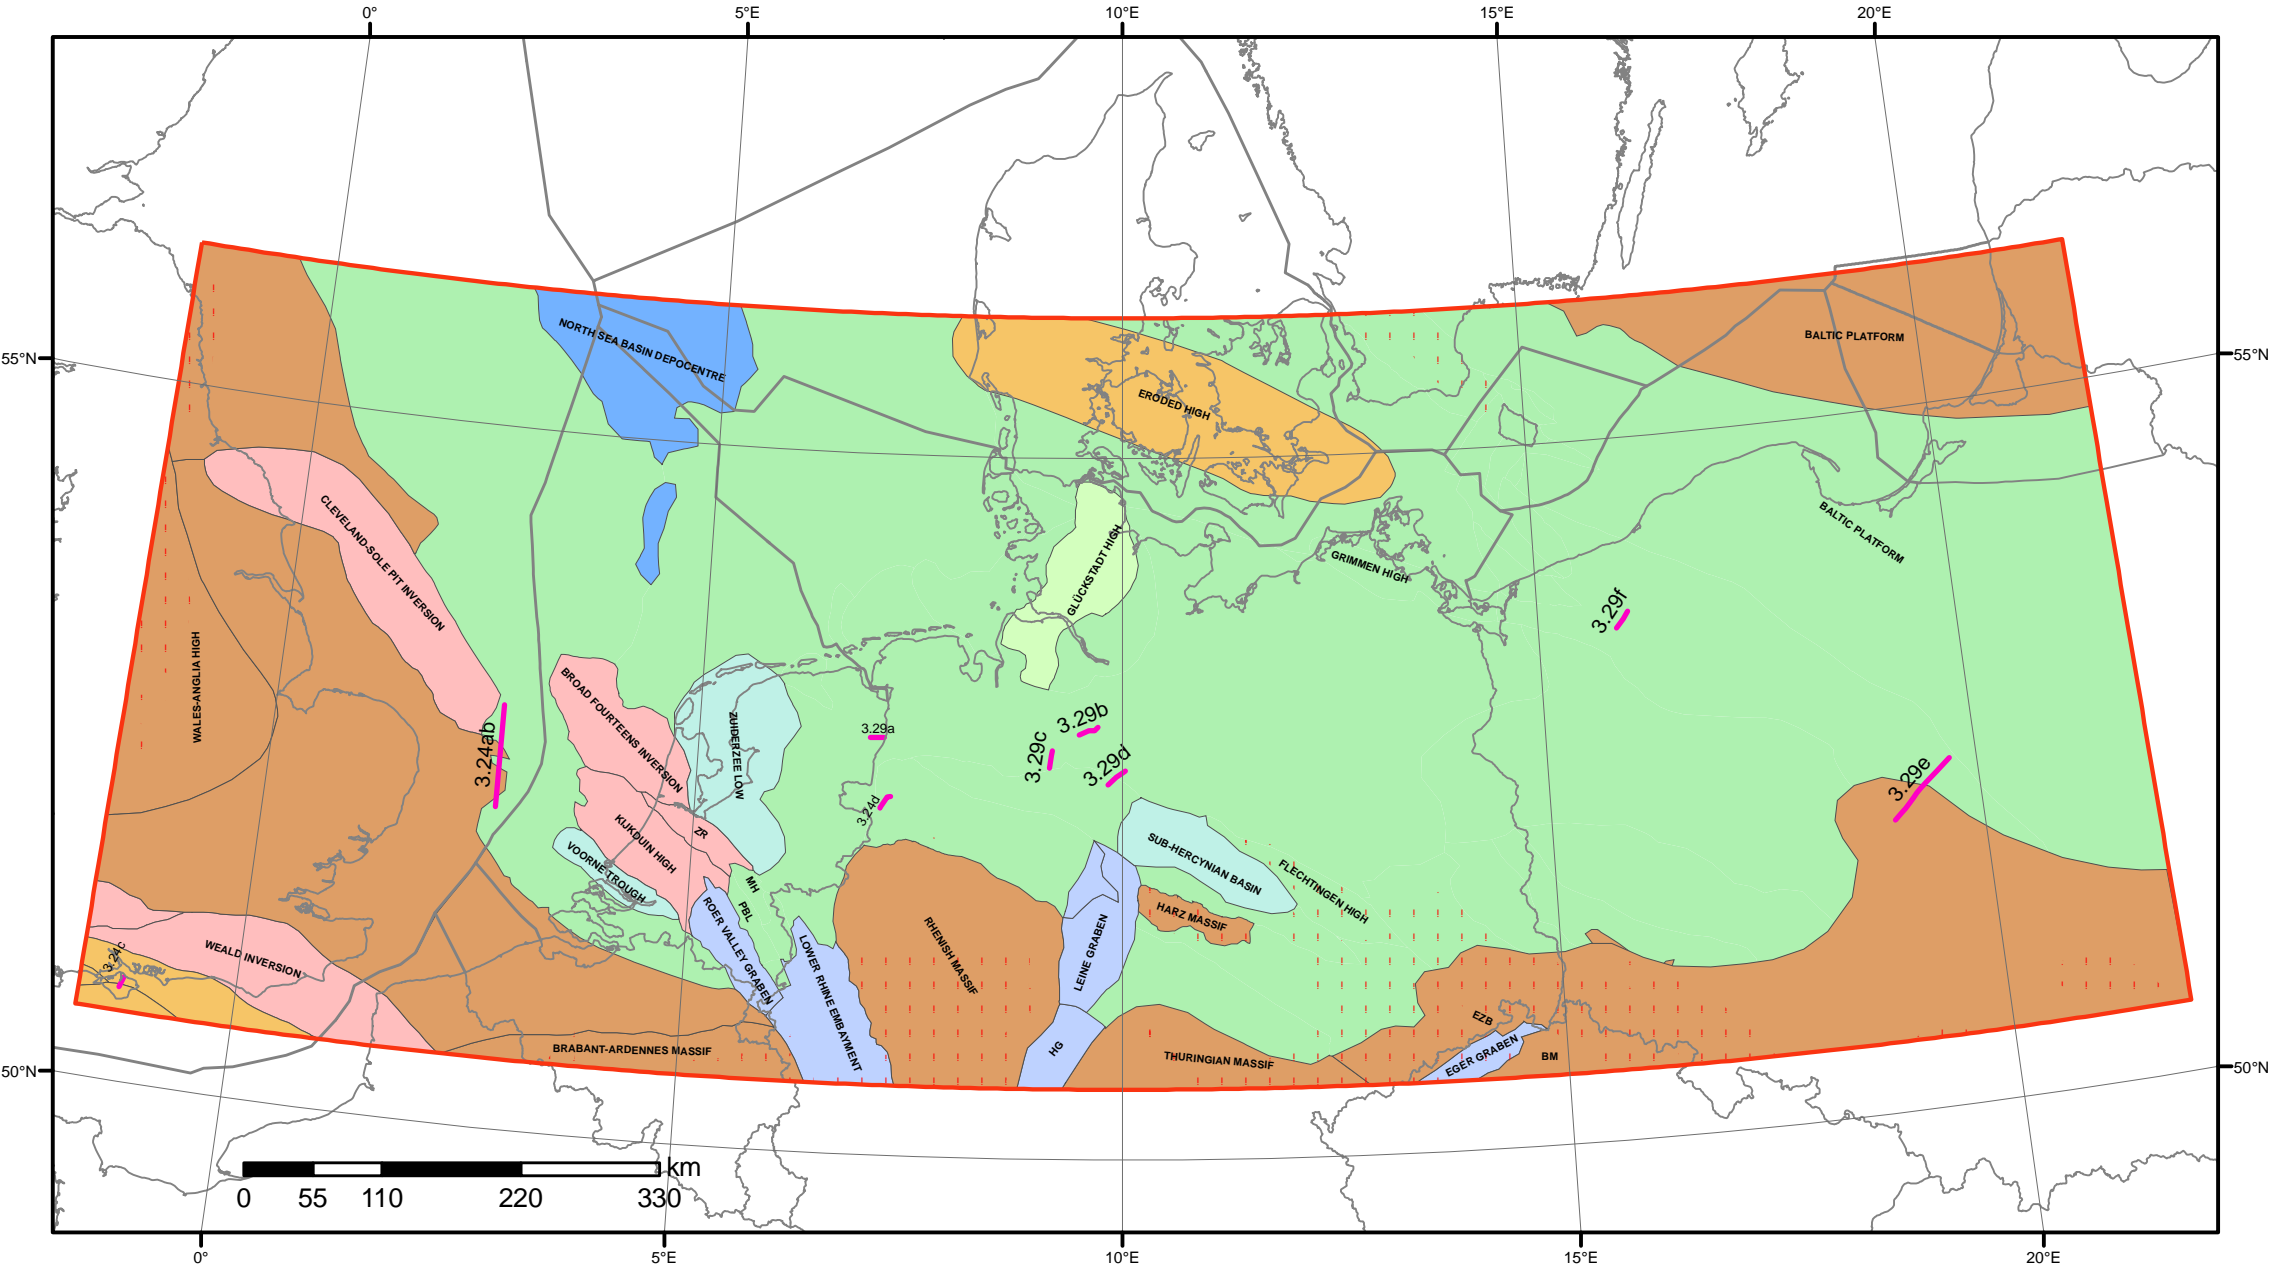 0°
5°E
10°E
15°E
20°E
55°N
55°N
NORTH SEA BASIN DEPOCENTRE
BALTIC PLATFORM
ERODED HIGH
CLEVELAND-SOLE PIT INVERSION
GLÜCKSTADT HIGH
GRIMMEN HIGH
BALTIC PLATFORM
WALES-ANGLIA HIGH
3.29f
BROAD FOURTEENS INVERSION
ZUIDERZEE LOW
3.24ab
3.29a
3.29b
3.29c
3.29d
3.29e
3.24d
ZR
KIJKDUIN HIGH
VOORNE TROUGH
MH
PBL
SUB-HERCYNIAN BASIN
FLECHTINGEN HIGH
HARZ MASSIF
ROER VALLEY GRABEN
LOWER RHINE EMBAYMENT
RHENISH MASSIF
LEINE GRABEN
WEALD INVERSION
3.24c
EZB
HG
EGER GRABEN
BM
BRABANT-ARDENNES MASSIF
THURINGIAN MASSIF
50°N
50°N
km
0 55 110 220 330
0°
5°E
10°E
15°E
20°E